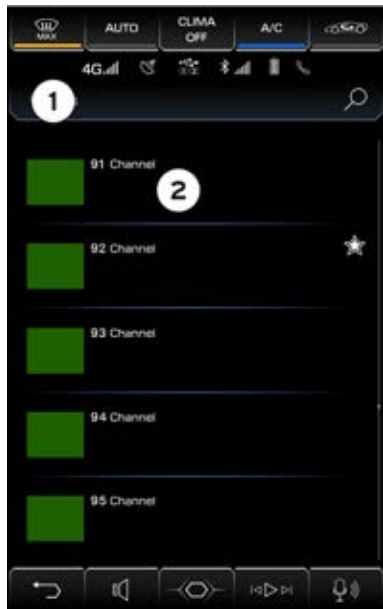 MAX
AUTO
CLIMA
OFF
A/C
4G
1
91 Channel
2
92 Channel
93 Channel
94 Channel
95 Channel